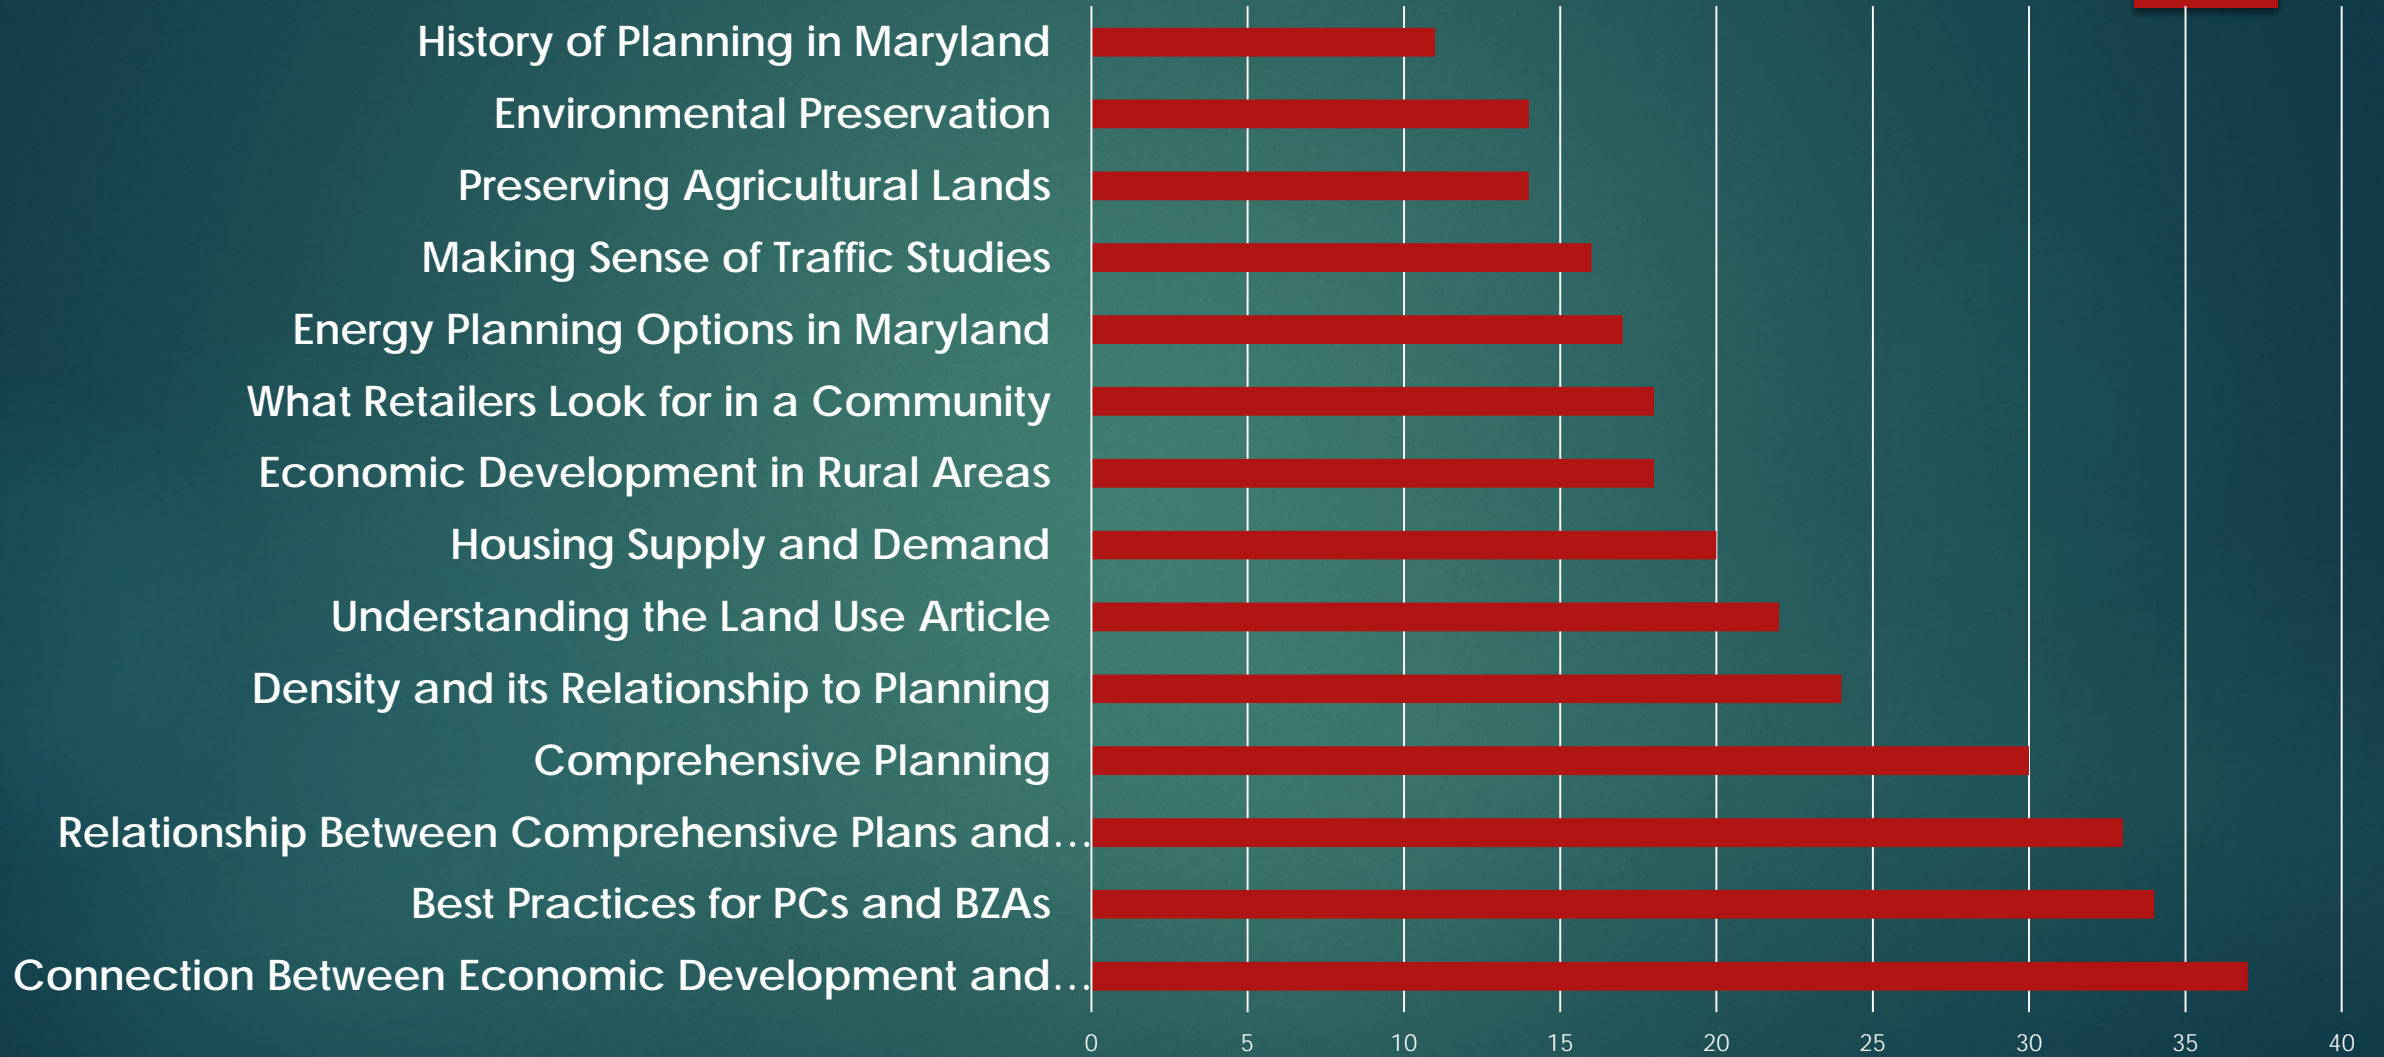 History of Planning in Maryland
Environmental Preservation
Preserving Agricultural Lands
Making Sense of Traffic Studies
Energy Planning Options in Maryland
What Retailers Look for in a Community
Economic Development in Rural Areas
Housing Supply and Demand
Understanding the Land Use Article
Density and its Relationship to Planning
Comprehensive Planning
Relationship Between Comprehensive Plans and…
Best Practices for PCs and BZAs
Connection Between Economic Development and…
0 5 10 15 20 25 30 35 40